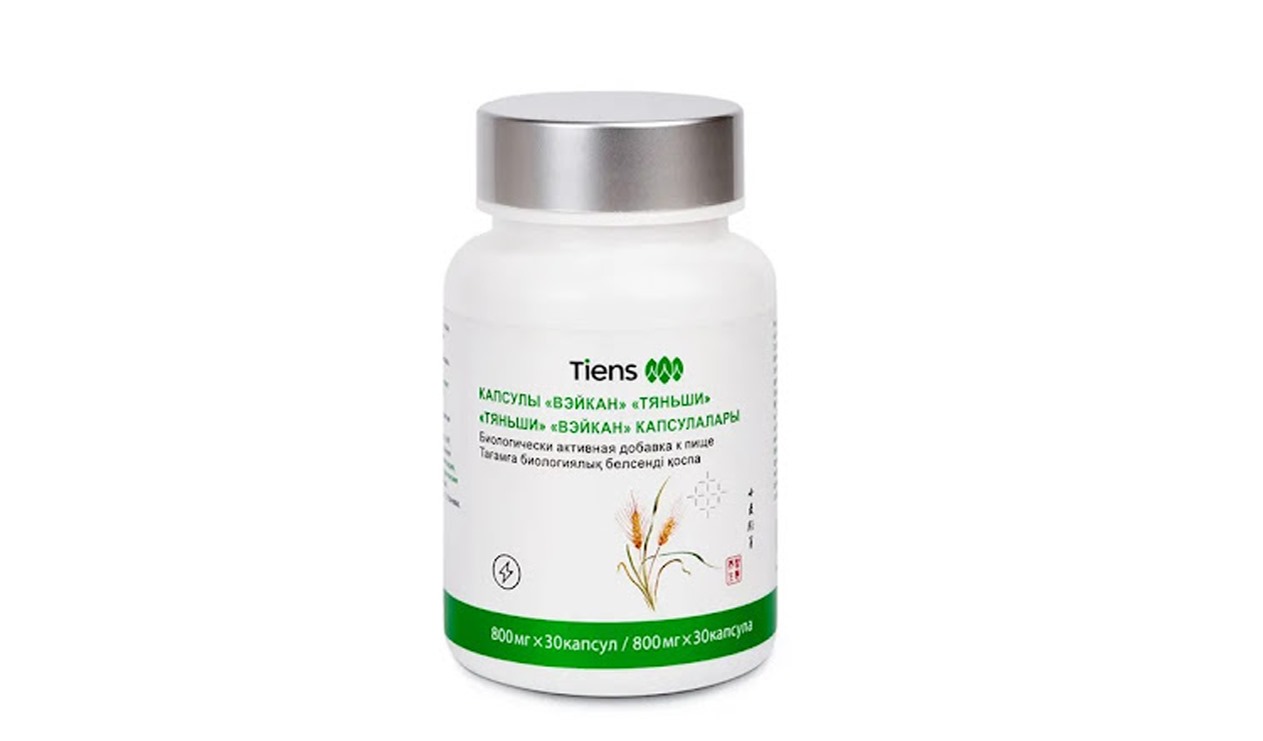 Tiens
КАПСУЛЫ «ВЭЙКАН» «ТЯНЬШИ»
«ТЯНЬШИ» «ВЭЙКАН» КАПСУЛАЛАРЫ
Биологически активная добавка к пище
Тағамға биологиялық белсенді қоспа
800мг×30капсул / 800мг×30капсула